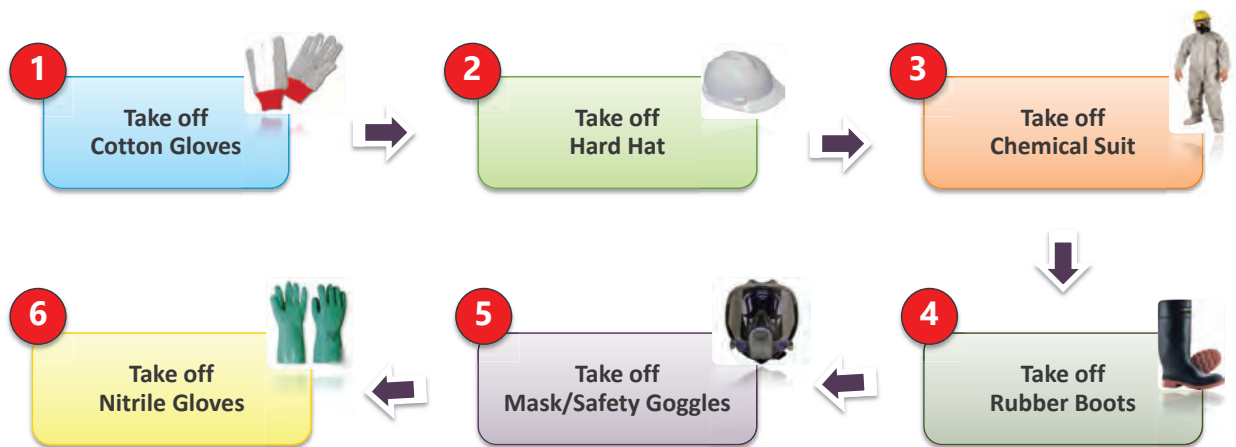 1
Take off
Cotton Gloves
2
Take off
Hard Hat
3
Take off
Chemical Suit
4
Take off
Rubber Boots
5
Take off
Mask/Safety Goggles
6
Take off
Nitrile Gloves